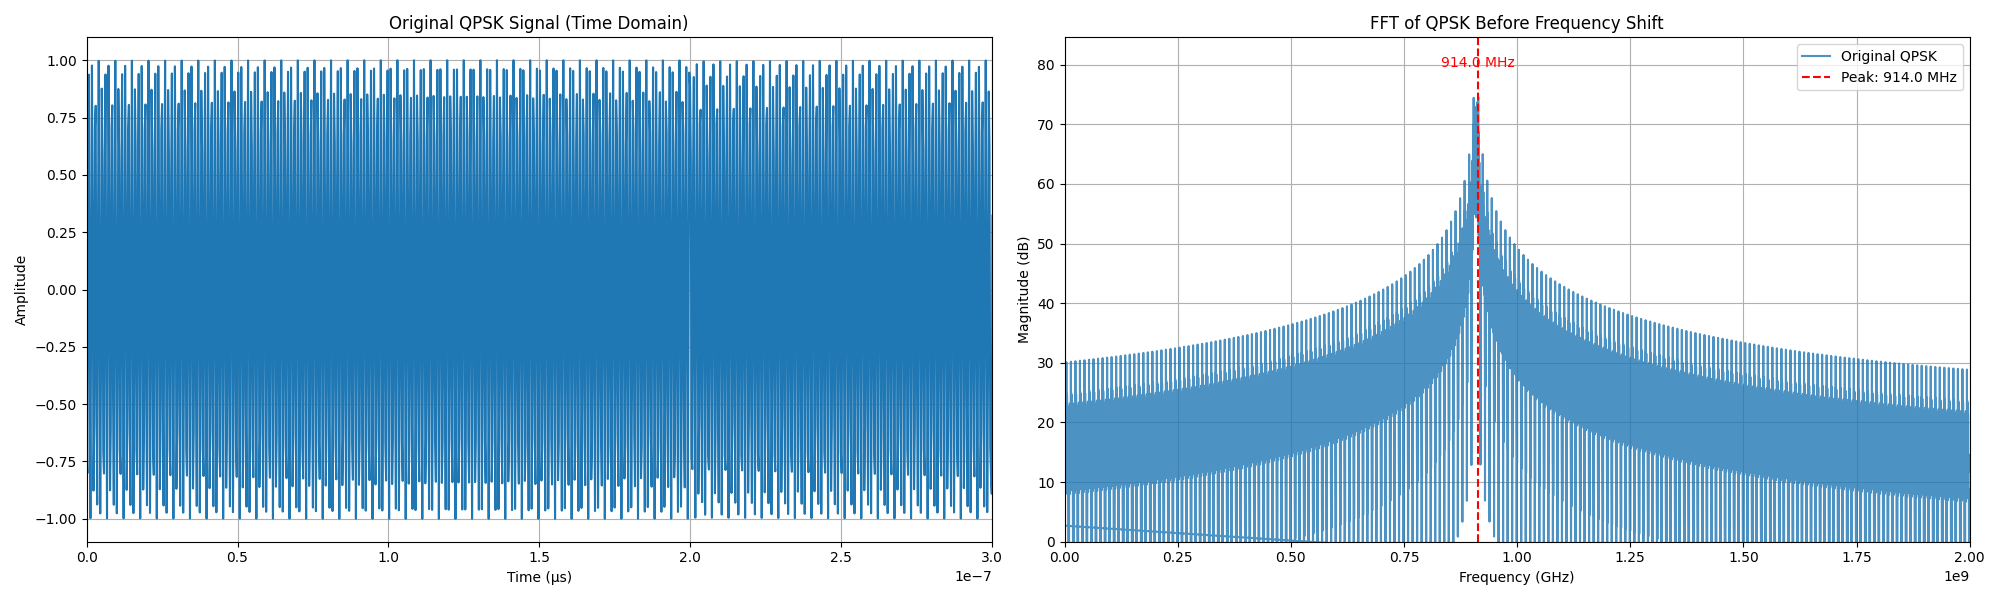 Original QPSK Signal (Time Domain)
1.00
0.75
0.50
0.25
0.00
−0.25
−0.50
−0.75
−1.00
Amplitude
0.0 0.5 1.0 1.5 2.0 2.5 3.0
1e−7
Time (µs)
FFT of QPSK Before Frequency Shift
914.0 MHz
Original QPSK
Peak: 914.0 MHz
80
70
60
50
40
30
20
10
0
Magnitude (dB)
0.00 0.25 0.50 0.75 1.00 1.25 1.50 1.75 2.00
1e9
Frequency (GHz)